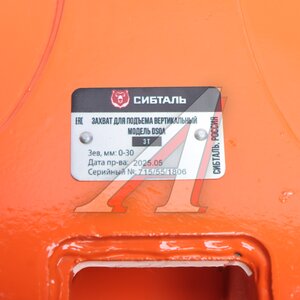 СИБТАЛЬ
EAC
ЗАХВАТ ДЛЯ ПОДЪЕМА ВЕРТИКАЛЬНЫЙ
МОДЕЛЬ DSQA
3Т
Зев, мм: 0-30
Дата пр-ва: 2025.05
Серийный №:
СИБТАЛЬ, РОССИЯ